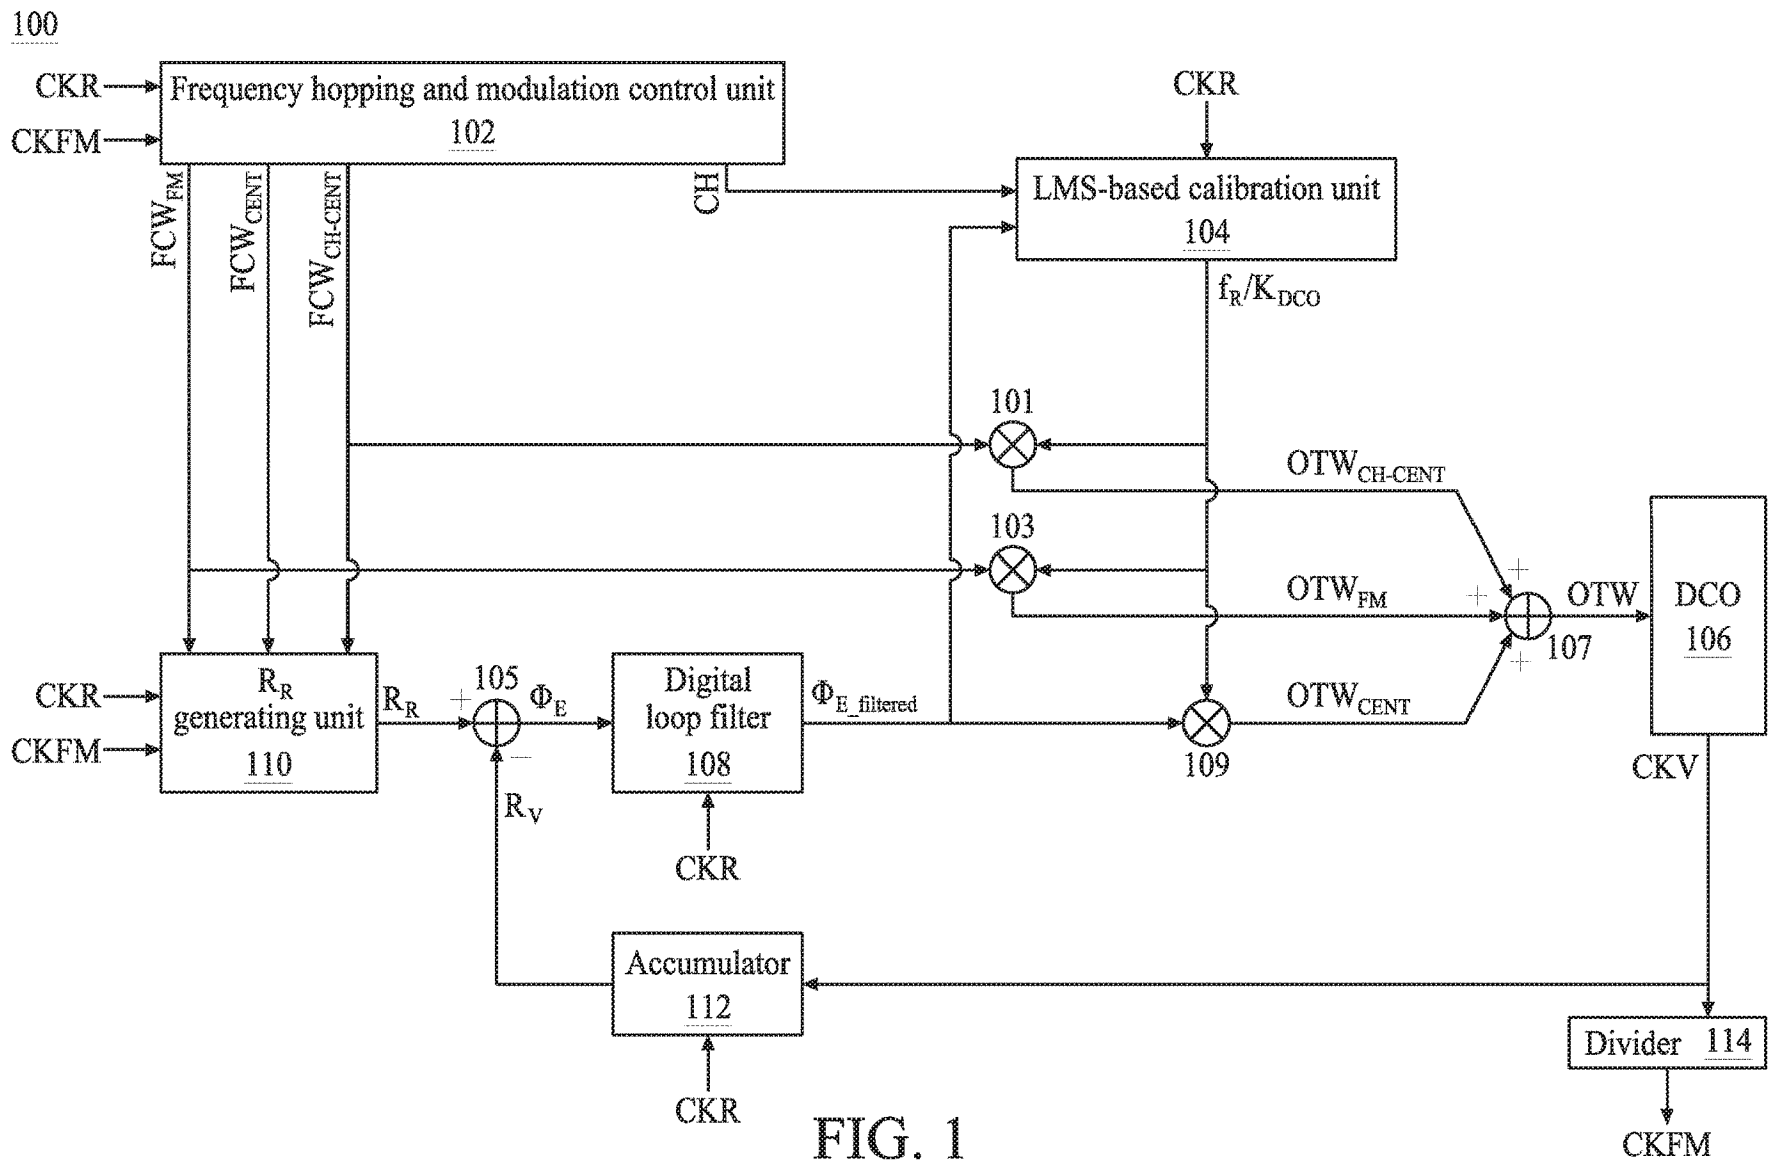 100
CKR
CKFM
Frequency hopping and modulation control unit
102
CKR
FCW_FM
FCW_CENT
FCW_CH-CENT
CH
LMS-based calibration unit
104
f_R/K_DCO
101
OTW_CH-CENT
103
OTW_FM
+
+
+
107
OTW
DCO
106
CKR
CKFM
R_R
generating unit
110
R_R
+
105
−
Φ_E
Digital
loop filter
108
Φ_E_filtered
109
OTW_CENT
CKV
R_V
CKR
Accumulator
112
CKR
Divider 114
CKFM
FIG. 1